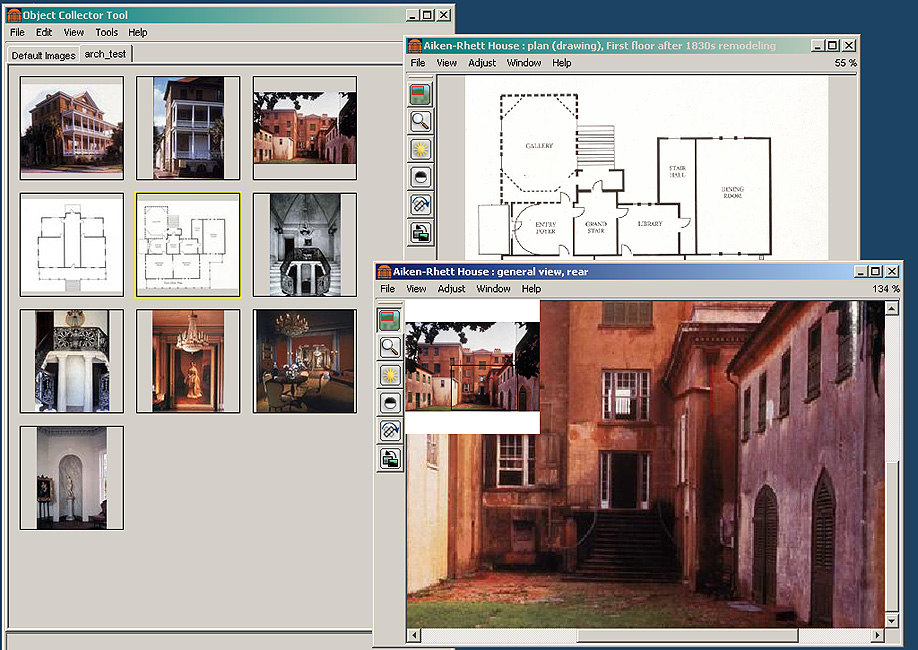 Object Collector Tool
File Edit View Tools Help
Default Images arch_test
Aiken-Rhett House : plan (drawing), First floor after 1830s remodeling
File View Adjust Window Help 55 %
GALLERY
STAIR
HALL
DINING
ROOM
ENTRY
FOYER
GRAND
STAIR
LIBRARY
Aiken-Rhett House : general view, rear
File View Adjust Window Help 134 %